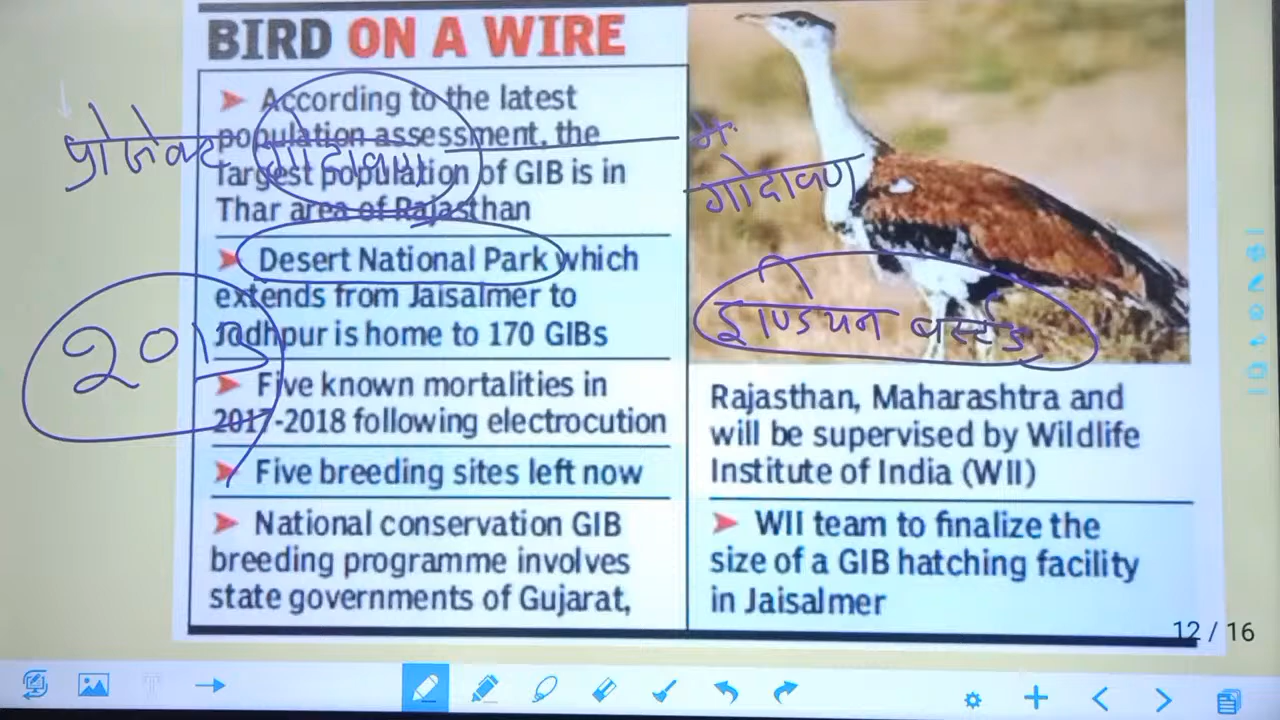 BIRD ON A WIRE
According to the latest
population assessment, the
largest population of GIB is in
Thar area of Rajasthan
Desert National Park which
extends from Jaisalmer to
Jodhpur is home to 170 GIBs
Five known mortalities in
2017-2018 following electrocution
Five breeding sites left now
National conservation GIB
breeding programme involves
state governments of Gujarat,
Rajasthan, Maharashtra and
will be supervised by Wildlife
Institute of India (WII)
WII team to finalize the
size of a GIB hatching facility
in Jaisalmer
प्रोजेक्ट गोडावण
गोडावण
इण्डियन बर्स्टड
12 / 16